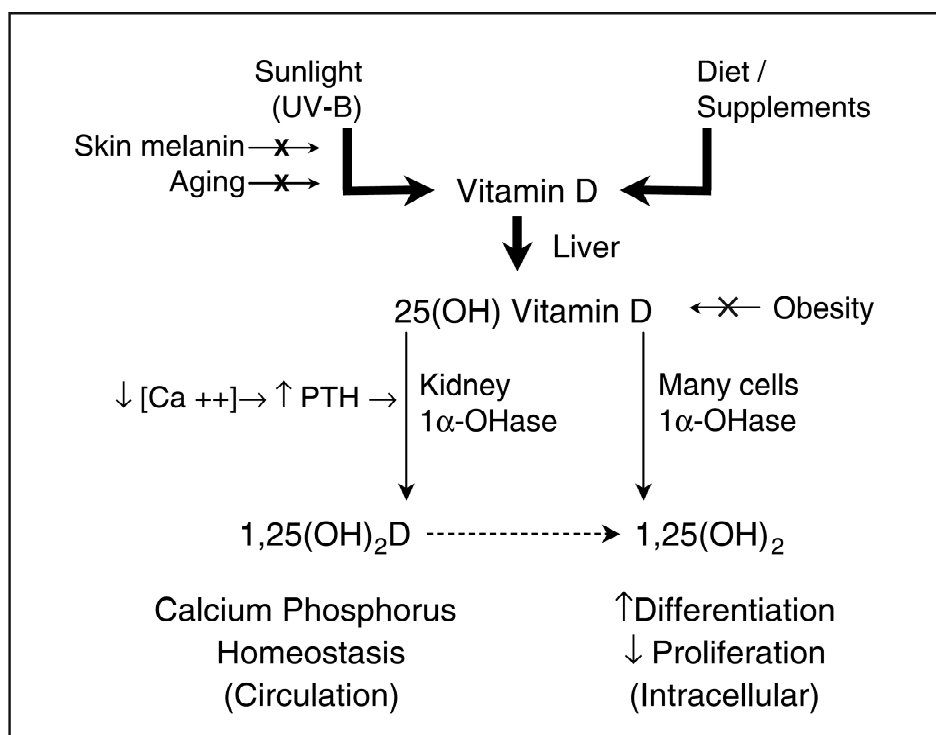 Sunlight
(UV-B)
Diet /
Supplements
Skin melanin
Aging
Vitamin D
Liver
25(OH) Vitamin D
Obesity
↓ [Ca ++]→ ↑ PTH →
Kidney
1α-OHase
Many cells
1α-OHase
1,25(OH)₂D
1,25(OH)₂
Calcium Phosphorus
Homeostasis
(Circulation)
↑Differentiation
↓ Proliferation
(Intracellular)